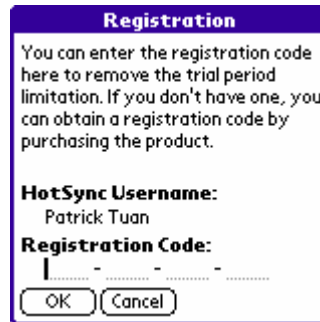 Registration
You can enter the registration code
here to remove the trial period
limitation. If you don't have one, you
can obtain a registration code by
purchasing the product.
HotSync Username:
Patrick Tuan
Registration Code:
- - -
OK Cancel